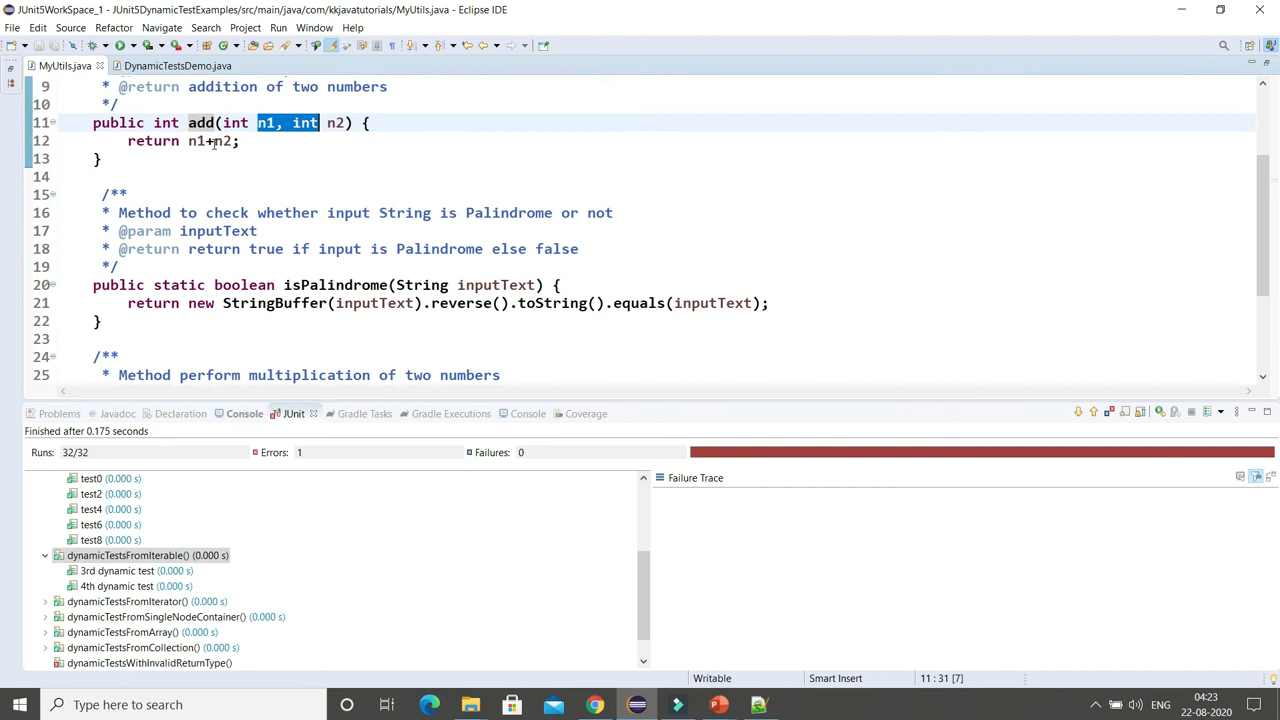 JUnit5WorkSpace_1 - JUnit5DynamicTestExamples/src/main/java/com/kkjavatutorials/MyUtils.java - Eclipse IDE
File Edit Source Refactor Navigate Search Project Run Window Help
MyUtils.java DynamicTestsDemo.java
9 * @return addition of two numbers
10 */
11 public int add(int n1, int n2) {
12 return n1+n2;
13 }
14
15 /**
16 * Method to check whether input String is Palindrome or not
17 * @param inputText
18 * @return return true if input is Palindrome else false
19 */
20 public static boolean isPalindrome(String inputText) {
21 return new StringBuffer(inputText).reverse().toString().equals(inputText);
22 }
23
24 /**
25 * Method perform multiplication of two numbers
Problems Javadoc Declaration Console JUnit Gradle Tasks Gradle Executions Console Coverage
Finished after 0.175 seconds
Runs: 32/32 Errors: 1 Failures: 0
test0 (0.000 s)
Failure Trace
test2 (0.000 s)
test4 (0.000 s)
test6 (0.000 s)
test8 (0.000 s)
dynamicTestsFromIterable() (0.000 s)
3rd dynamic test (0.000 s)
4th dynamic test (0.000 s)
dynamicTestsFromIterator() (0.000 s)
dynamicTestFromSingleNodeContainer() (0.000 s)
dynamicTestsFromArray() (0.000 s)
dynamicTestsFromCollection() (0.000 s)
dynamicTestsWithInvalidReturnType()
Writable Smart Insert 11 : 31 [7]
Type here to search
ENG
04:23
22-08-2020